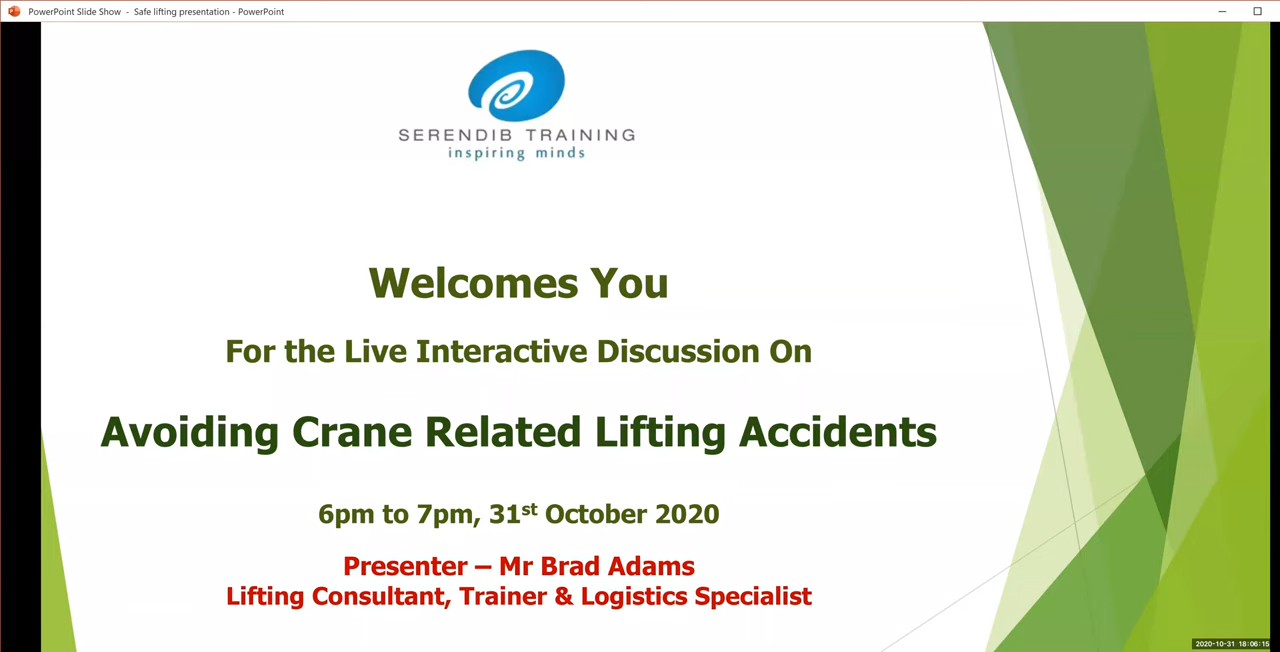 PowerPoint Slide Show - Safe lifting presentation - PowerPoint
SERENDIB TRAINING
inspiring minds
Welcomes You
For the Live Interactive Discussion On
Avoiding Crane Related Lifting Accidents
6pm to 7pm, 31st October 2020
Presenter – Mr Brad Adams
Lifting Consultant, Trainer & Logistics Specialist
2020-10-31 18:06:15